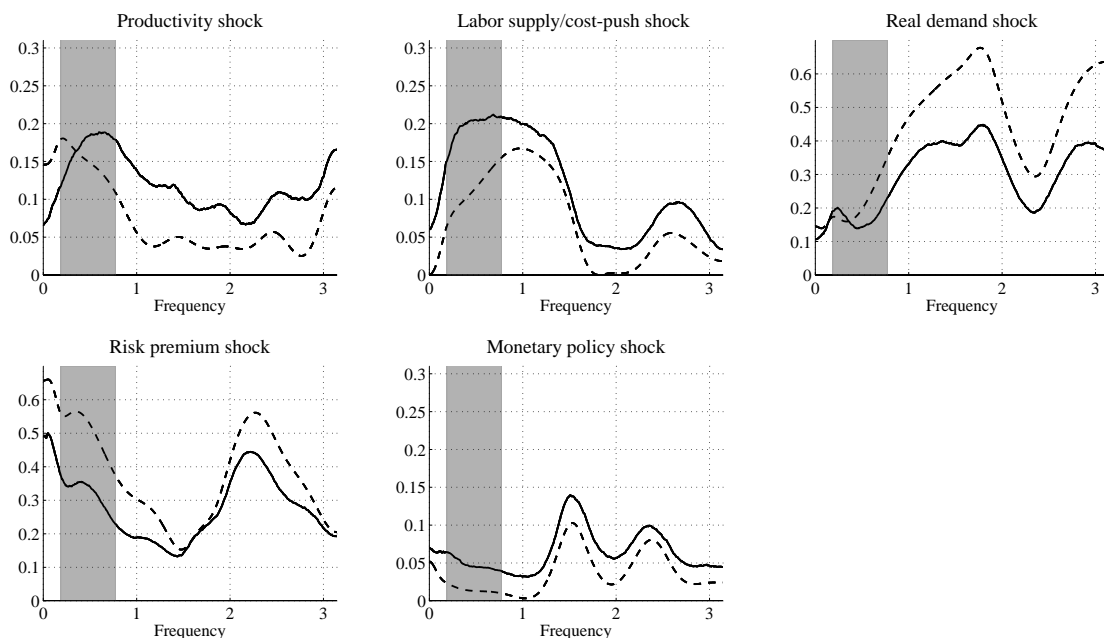 Productivity shock
0.3
0.25
0.2
0.15
0.1
0.05
0
0 1 2 3
Frequency
Labor supply/cost-push shock
0.3
0.25
0.2
0.15
0.1
0.05
0
0 1 2 3
Frequency
Real demand shock
0.6
0.5
0.4
0.3
0.2
0.1
0 1 2 3
Frequency
Risk premium shock
0.6
0.5
0.4
0.3
0.2
0.1
0
0 1 2 3
Frequency
Monetary policy shock
0.3
0.25
0.2
0.15
0.1
0.05
0
0 1 2 3
Frequency